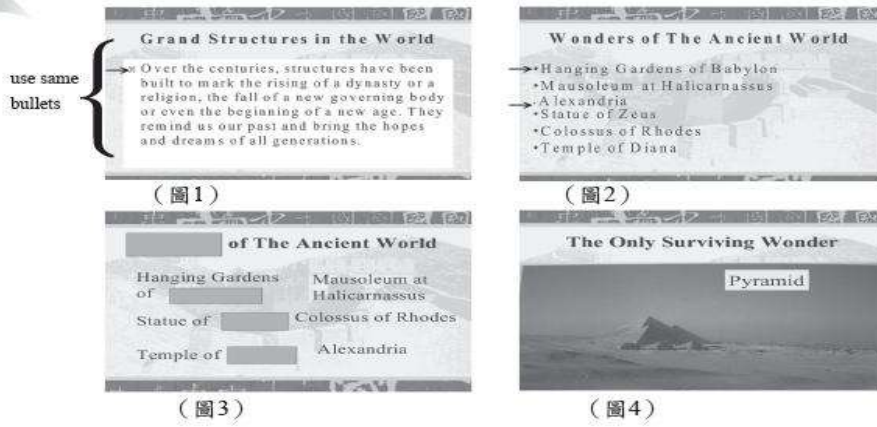 use same
bullets
Grand Structures in the World
Over the centuries, structures have been
built to mark the rising of a dynasty or a
religion, the fall of a new governing body
or even the beginning of a new age. They
remind us our past and bring the hopes
and dreams of all generations.
（圖1）
Wonders of The Ancient World
•Hanging Gardens of Babylon
•Mausoleum at Halicarnassus
Alexandria
•Statue of Zeus
•Colossus of Rhodes
•Temple of Diana
（圖2）
of The Ancient World
Hanging Gardens
of
Mausoleum at
Halicarnassus
Statue of
Colossus of Rhodes
Temple of
Alexandria
（圖3）
The Only Surviving Wonder
Pyramid
（圖4）